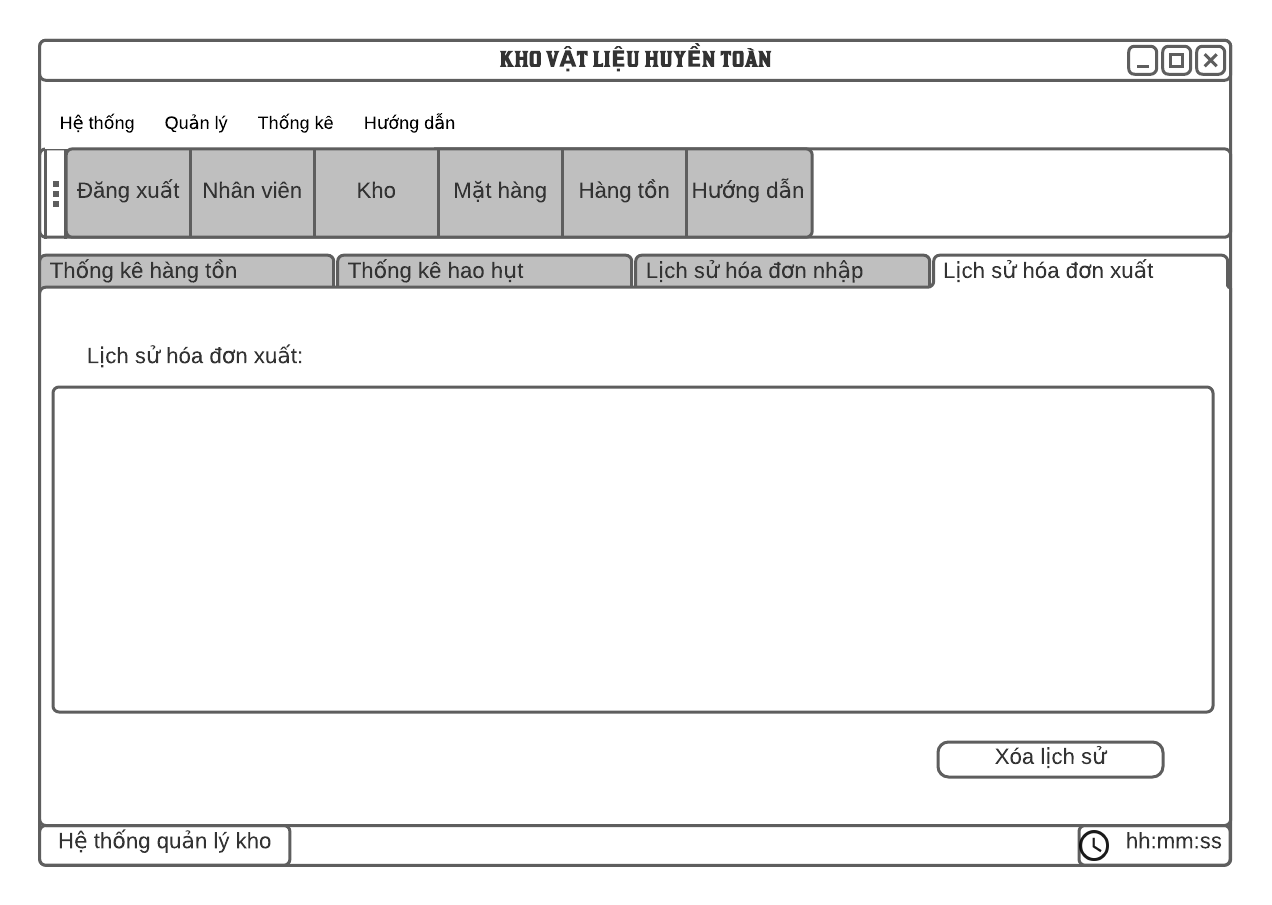 KHO VẬT LIỆU HUYỀN TOÀN
Hệ thống Quản lý Thống kê Hướng dẫn
Đăng xuất Nhân viên Kho Mặt hàng Hàng tồn Hướng dẫn
Thống kê hàng tồn Thống kê hao hụt Lịch sử hóa đơn nhập Lịch sử hóa đơn xuất
Lịch sử hóa đơn xuất:
Xóa lịch sử
Hệ thống quản lý kho hh:mm:ss